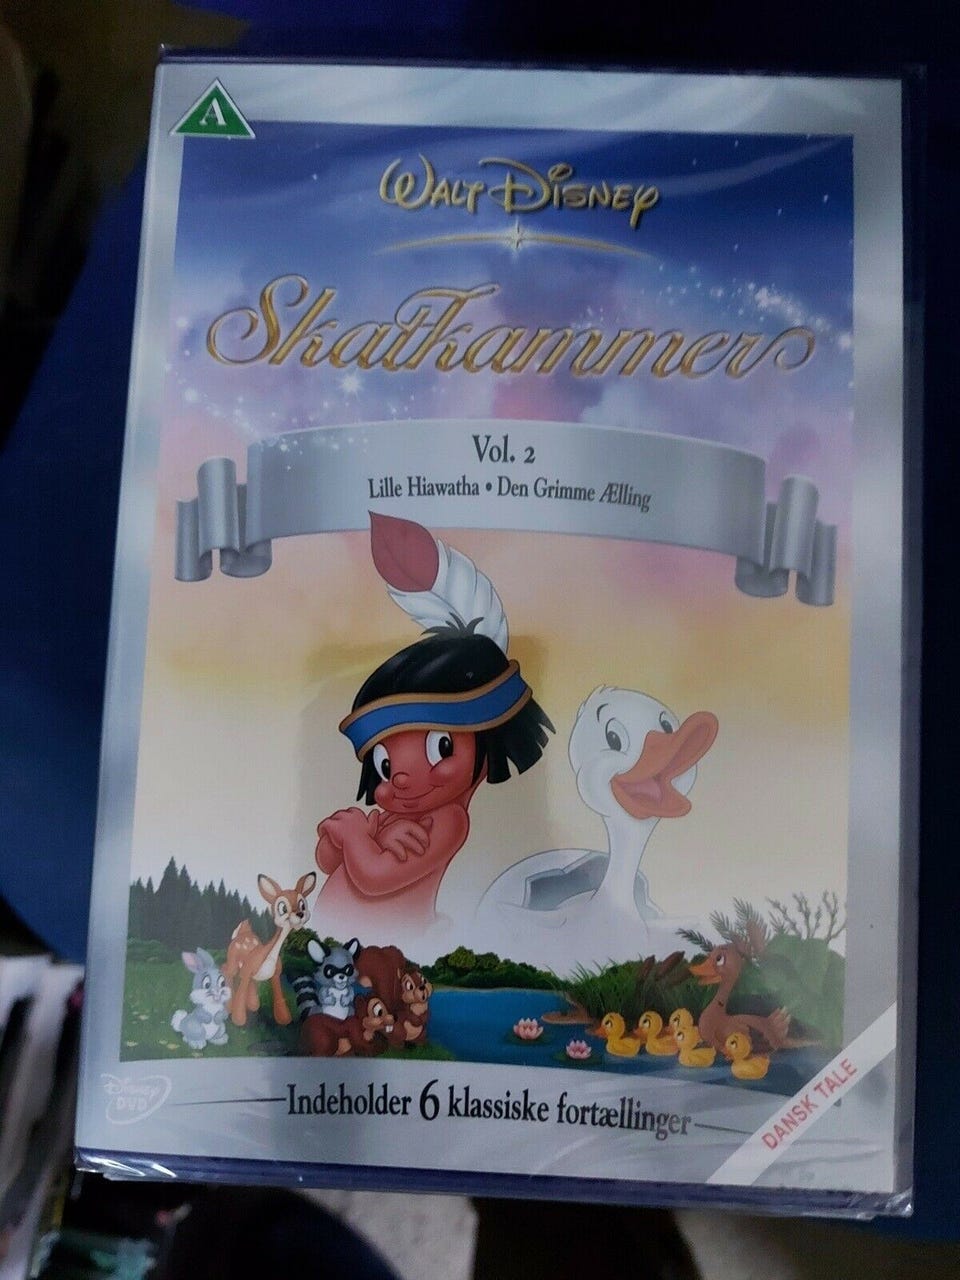 A
WALT DISNEY
Skatkammer
Vol. 2
Lille Hiawatha • Den Grimme Ælling
Disney
DVD
Indeholder 6 klassiske fortællinger
DANSK TALE